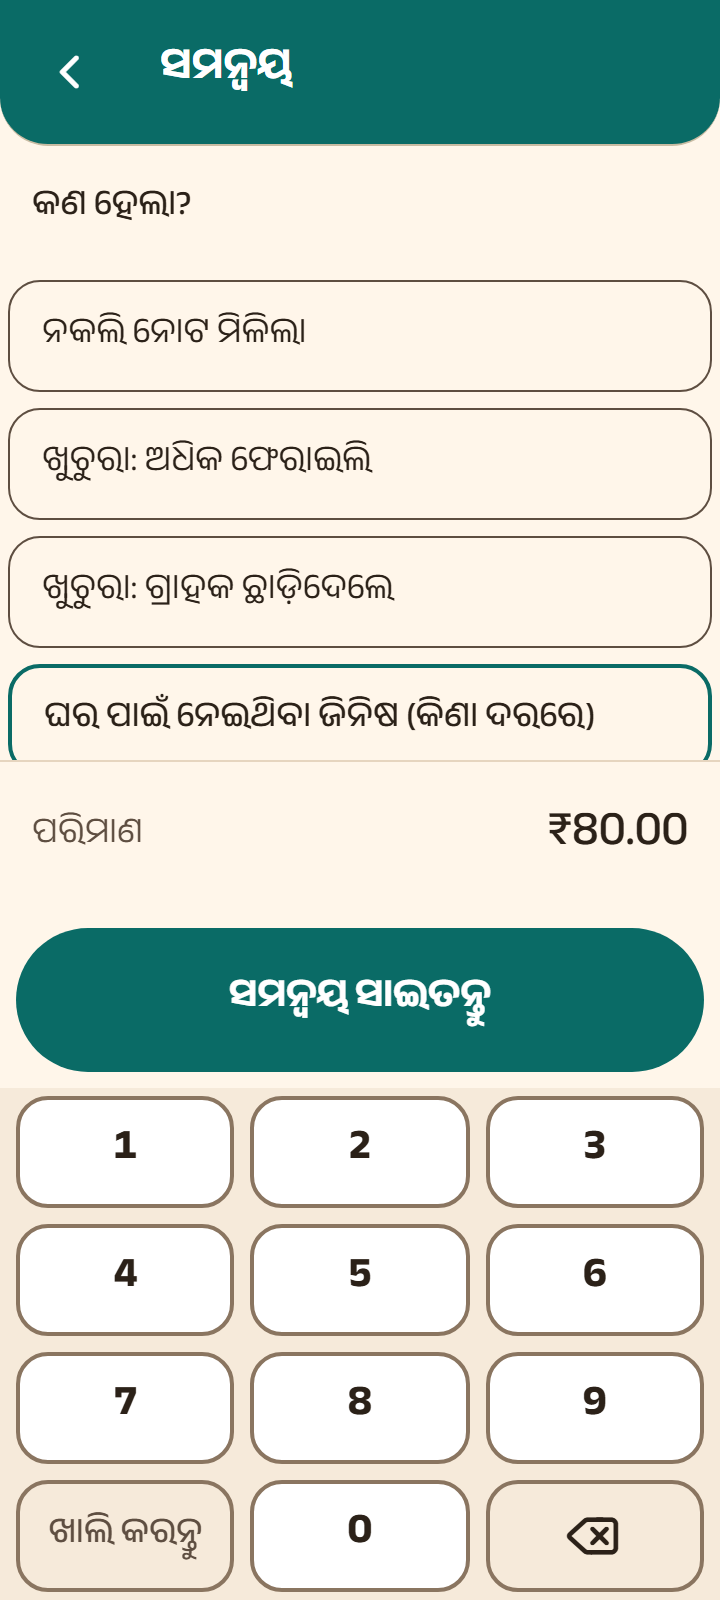 ସମନ୍ୱୟ
କଣ ହେଲା?
ନକଲି ନୋଟ ମିଳିଲା
ଖୁଚୁରା: ଅଧିକ ଫେରାଇଲି
ଖୁଚୁରା: ଗ୍ରାହକ ଛାଡ଼ିଦେଲେ
ଘର ପାଇଁ ନେଇଥିବା ଜିନିଷ (କିଣା ଦରରେ)
ପରିମାଣ ₹80.00
ସମନ୍ୱୟ ସାଇତନ୍ତୁ
1 2 3
4 5 6
7 8 9
ଖାଲି କରନ୍ତୁ 0